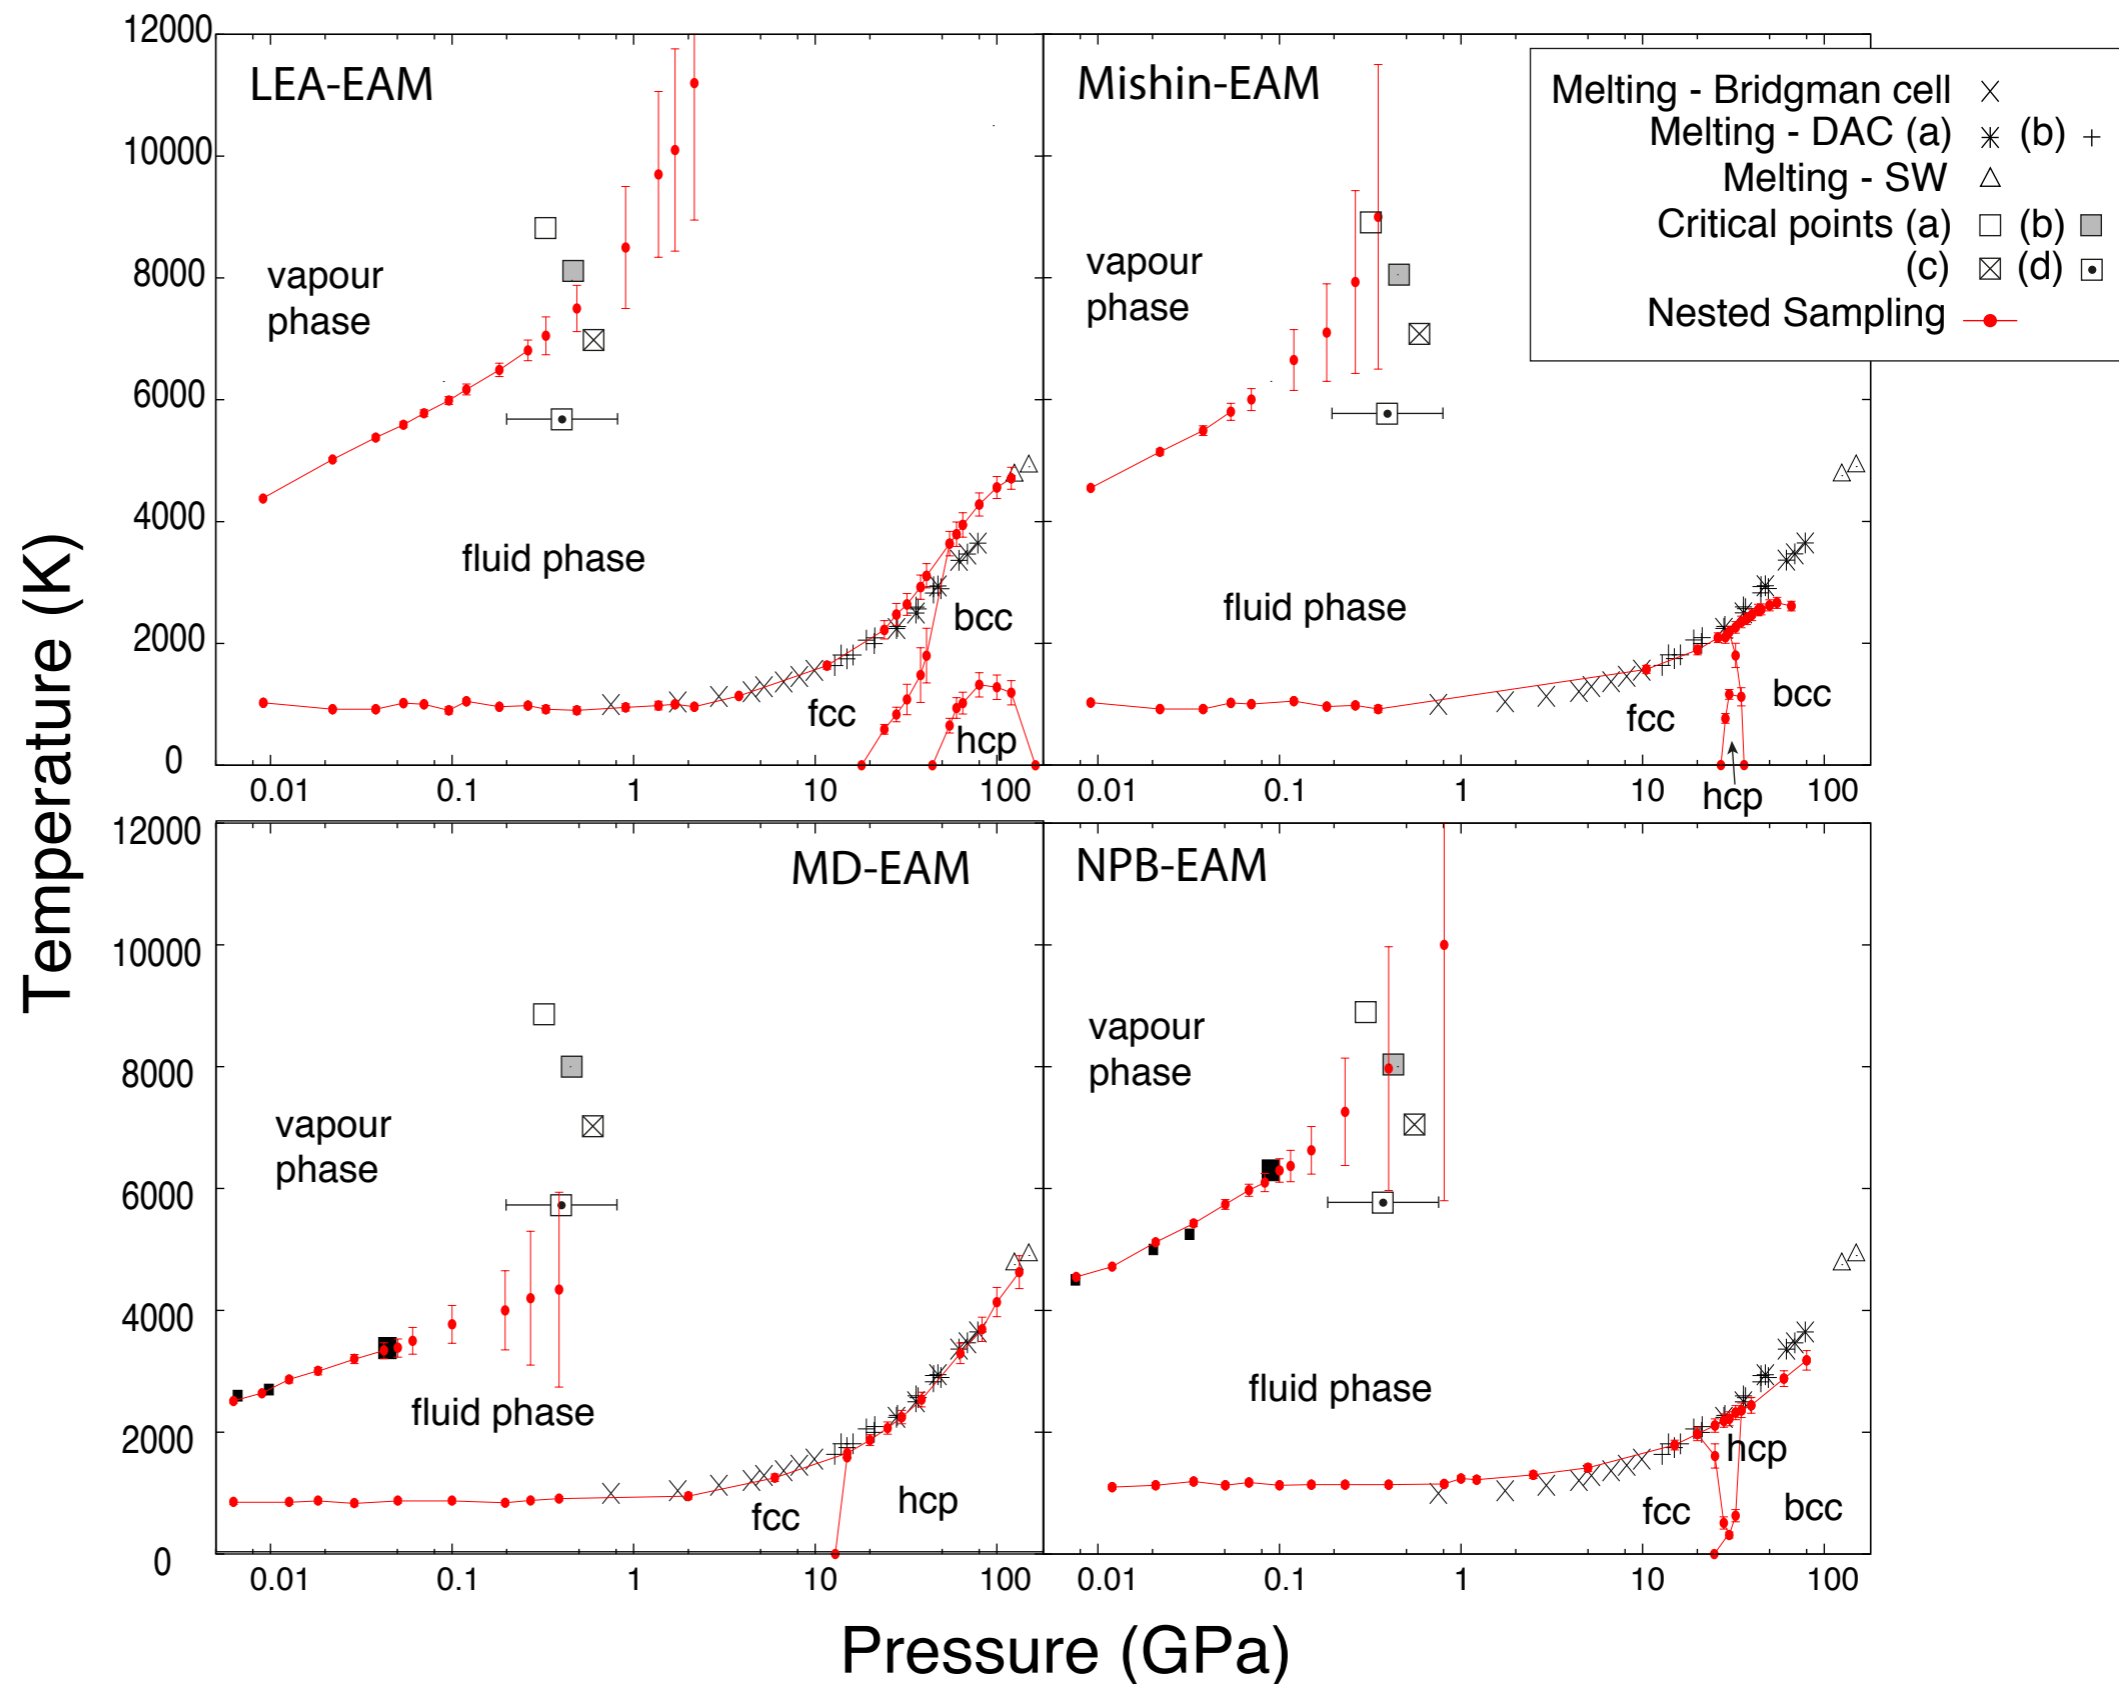 Temperature (K)
LEA-EAM
12000
10000
8000
6000
4000
2000
0
vapour
phase
fluid phase
fcc
bcc
hcp
0.01 0.1 1 10 100
Mishin-EAM
Melting - Bridgman cell
Melting - DAC (a) (b)
Melting - SW
Critical points (a) (b)
(c) (d)
Nested Sampling
vapour
phase
fluid phase
fcc
bcc
hcp
0.01 0.1 1 10 100
MD-EAM
12000
10000
8000
6000
4000
2000
0
vapour
phase
fluid phase
fcc
hcp
0.01 0.1 1 10 100
NPB-EAM
vapour
phase
fluid phase
hcp
fcc
bcc
0.01 0.1 1 10 100
Pressure (GPa)